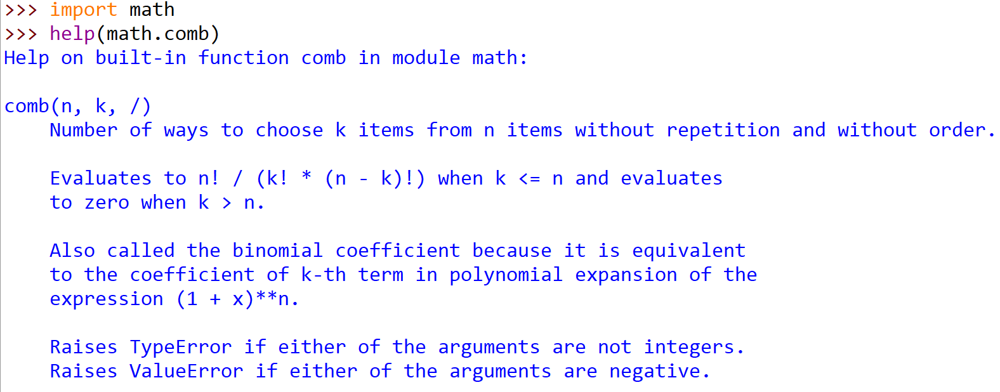 >>> import math
>>> help(math.comb)
Help on built-in function comb in module math:
comb(n, k, /)
Number of ways to choose k items from n items without repetition and without order.
Evaluates to n! / (k! * (n - k)!) when k <= n and evaluates
to zero when k > n.
Also called the binomial coefficient because it is equivalent
to the coefficient of k-th term in polynomial expansion of the
expression (1 + x)**n.
Raises TypeError if either of the arguments are not integers.
Raises ValueError if either of the arguments are negative.